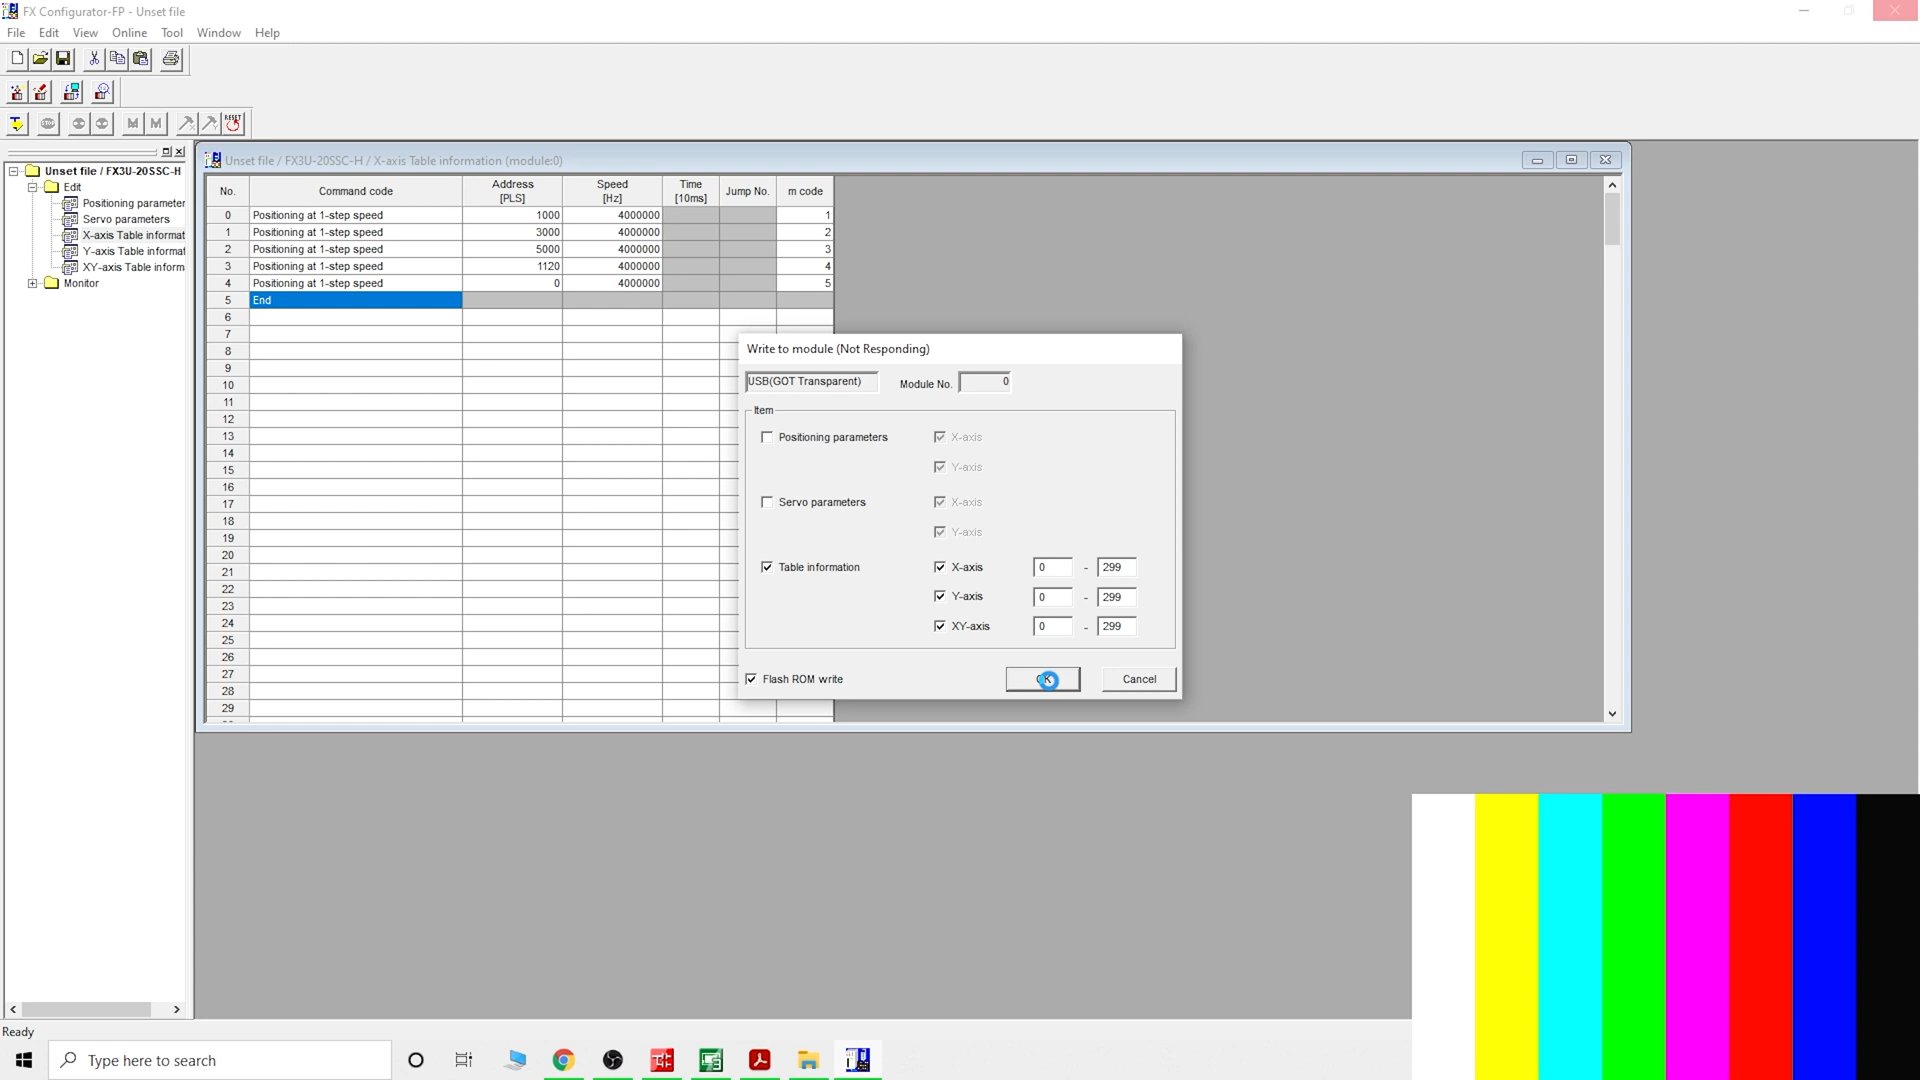 FX Configurator-FP - Unset file
File Edit View Online Tool Window Help
RESET
Unset file / FX3U-20SSC-H
Edit
Positioning parameter
Servo parameters
X-axis Table informat
Y-axis Table informat
XY-axis Table inform
Monitor
Unset file / FX3U-20SSC-H / X-axis Table information (module:0)
No. Command code Address [PLS] Speed [Hz] Time [10ms] Jump No. m code
0 Positioning at 1-step speed 1000 4000000 1
1 Positioning at 1-step speed 3000 4000000 2
2 Positioning at 1-step speed 5000 4000000 3
3 Positioning at 1-step speed 1120 4000000 4
4 Positioning at 1-step speed 0 4000000 5
5 End
6
7
8
9
10
11
12
13
14
15
16
17
18
19
20
21
22
23
24
25
26
27
28
29
Write to module (Not Responding)
USB(GOT Transparent) Module No. 0
Item
Positioning parameters X-axis
Y-axis
Servo parameters X-axis
Y-axis
Table information X-axis 0 - 299
Y-axis 0 - 299
XY-axis 0 - 299
Flash ROM write OK Cancel
Ready
Type here to search